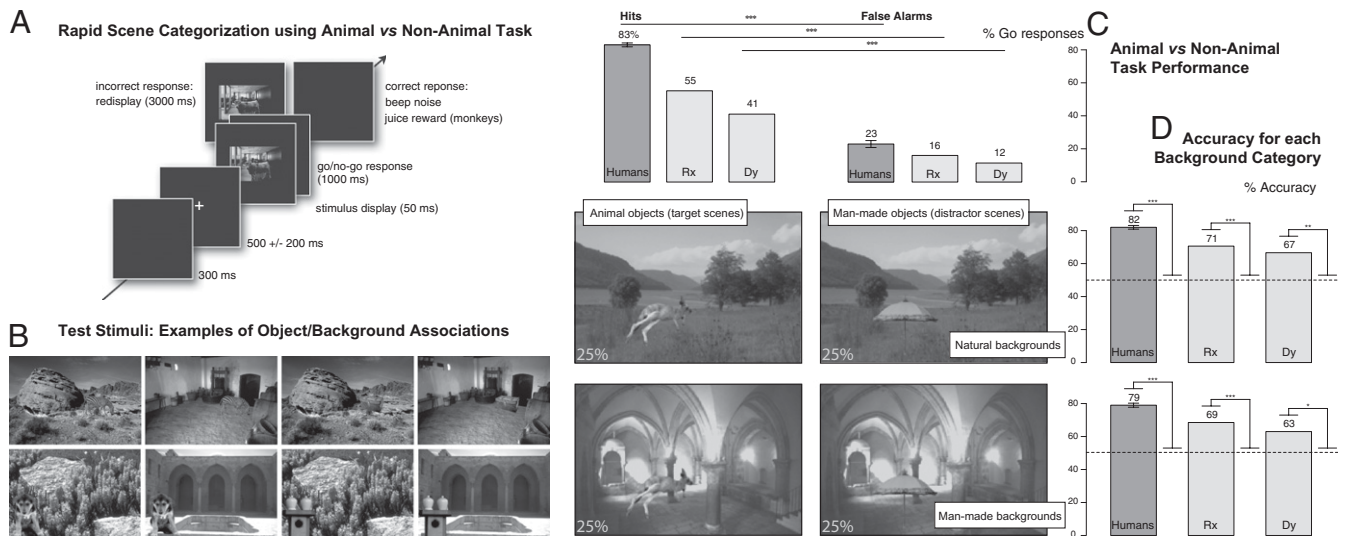 A
Rapid Scene Categorization using Animal vs Non-Animal Task
incorrect response:
redisplay (3000 ms)
correct reponse:
beep noise
juice reward (monkeys)
go/no-go response
(1000 ms)
stimulus display (50 ms)
+
500 +/- 200 ms
300 ms
B
Test Stimuli: Examples of Object/Background Associations
Hits
***
False Alarms
***
***
% Go responses
83%
55
41
23
16
12
Humans
Rx
Dy
Humans
Rx
Dy
80
60
40
20
0
C
Animal vs Non-Animal
Task Performance
Animal objects (target scenes)
Man-made objects (distractor scenes)
25%
25%
Natural backgrounds
25%
25%
Man-made backgrounds
D
Accuracy for each
Background Category
% Accuracy
80
60
40
20
0
***
82
***
71
**
67
Humans
Rx
Dy
80
60
40
20
0
***
79
***
69
*
63
Humans
Rx
Dy